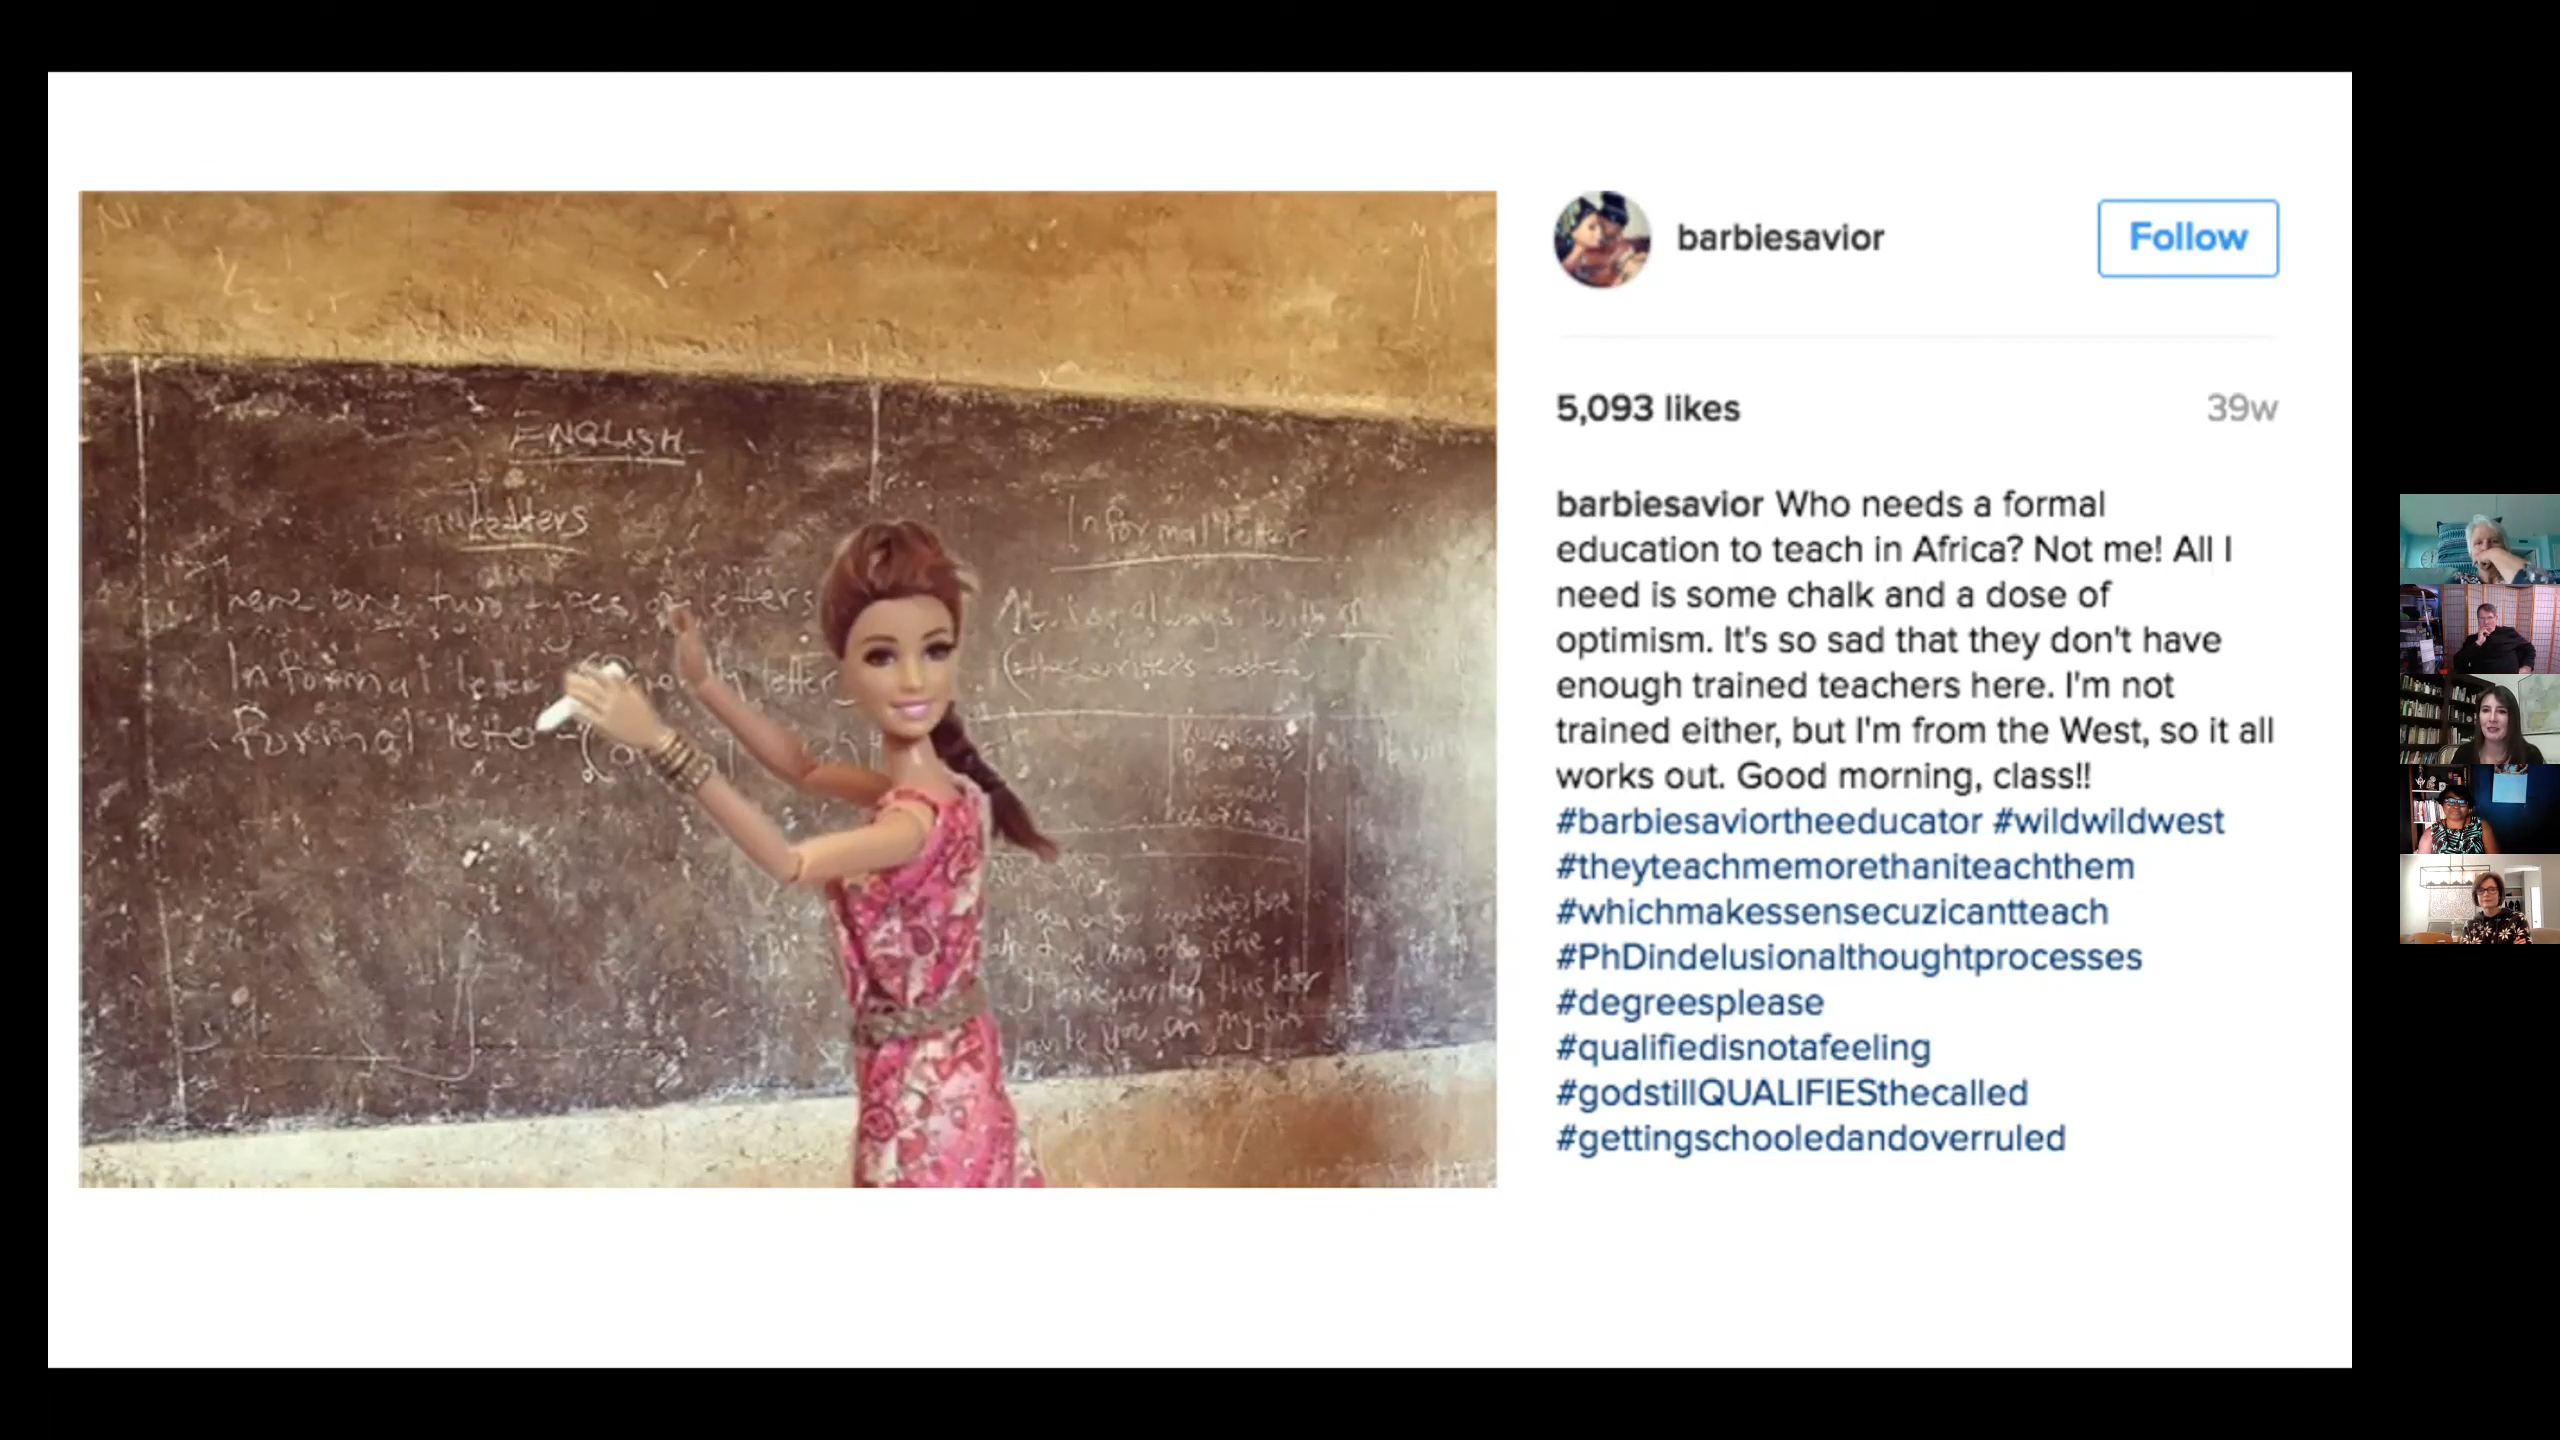 ENGLISH
Letters
There are two types of letters
Informal letter
Formal letter
Informal letter
always with
barbiesavior
Follow
5,093 likes
39w
barbiesavior Who needs a formal
education to teach in Africa? Not me! All I
need is some chalk and a dose of
optimism. It's so sad that they don't have
enough trained teachers here. I'm not
trained either, but I'm from the West, so it all
works out. Good morning, class!!
#barbiesaviortheeducator #wildwildwest
#theyteachmemorethaniteachthem
#whichmakessensecuzicantteach
#PhDindelusionalthoughtprocesses
#degreesplease
#qualifiedisnotafeeling
#godstillQUALIFIESthecalled
#gettingschooledandoverruled